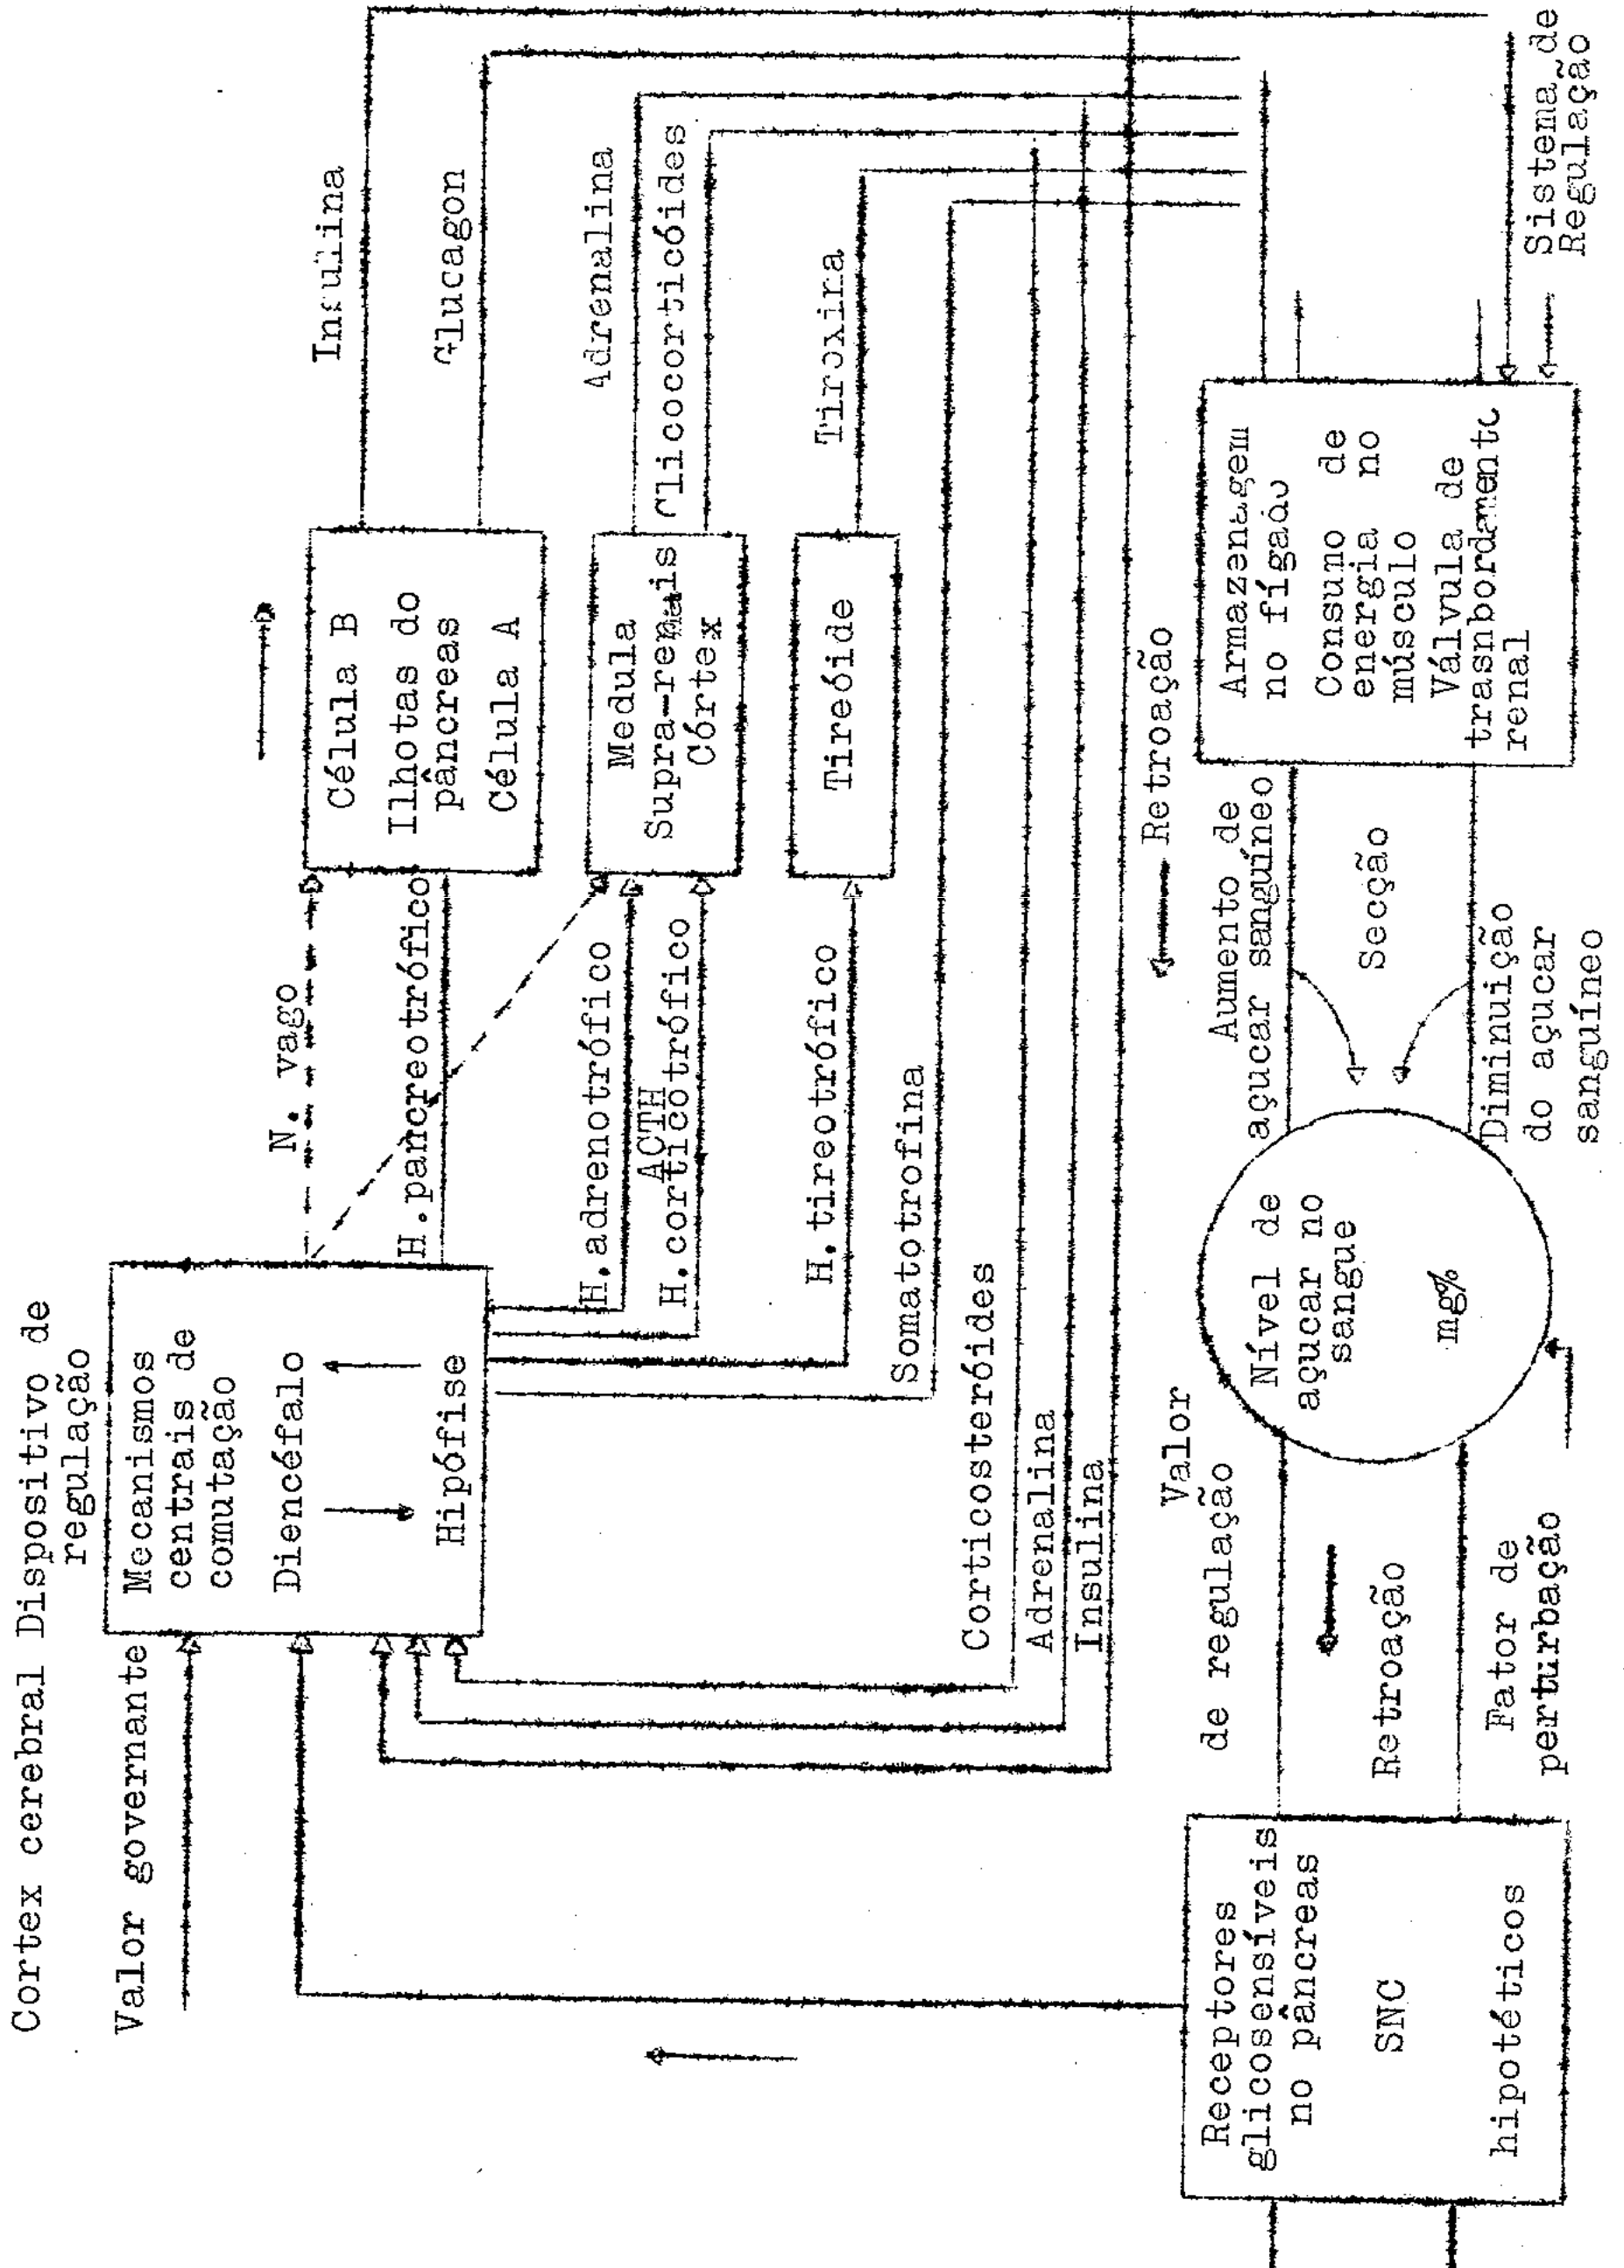 Cortex cerebral Dispositivo de
regulação
Valor governante
Mecanismos
centrais de
comutação
Diencéfalo
Hipófise
N. vago
H.pancreotrófico
H.adrenotrófico
ACTH
H.corticotrófico
H.tireotrófico
Somatotrofina
Célula B
Ilhotas do
pâncreas
Célula A
Medula
Supra-renais
Córtex
Tireóide
Insulina
Glucagon
Adrenalina
Clicocorticóides
Tiroxina
Corticosteróides
Adrenalina
Insulina
Retroação
Receptores
glicosensíveis
no pâncreas
SNC
hipotéticos
Valor
de regulação
Retroação
Fator de
perturbação
Nível de
açucar no
sangue
mg%
Aumento de
açucar sanguíneo
Secção
Diminuição
do açucar
sanguíneo
Armazenagem
no fígado
Consumo de
energia no
músculo
Válvula de
trasnbordamento
renal
Sistema de
Regulação